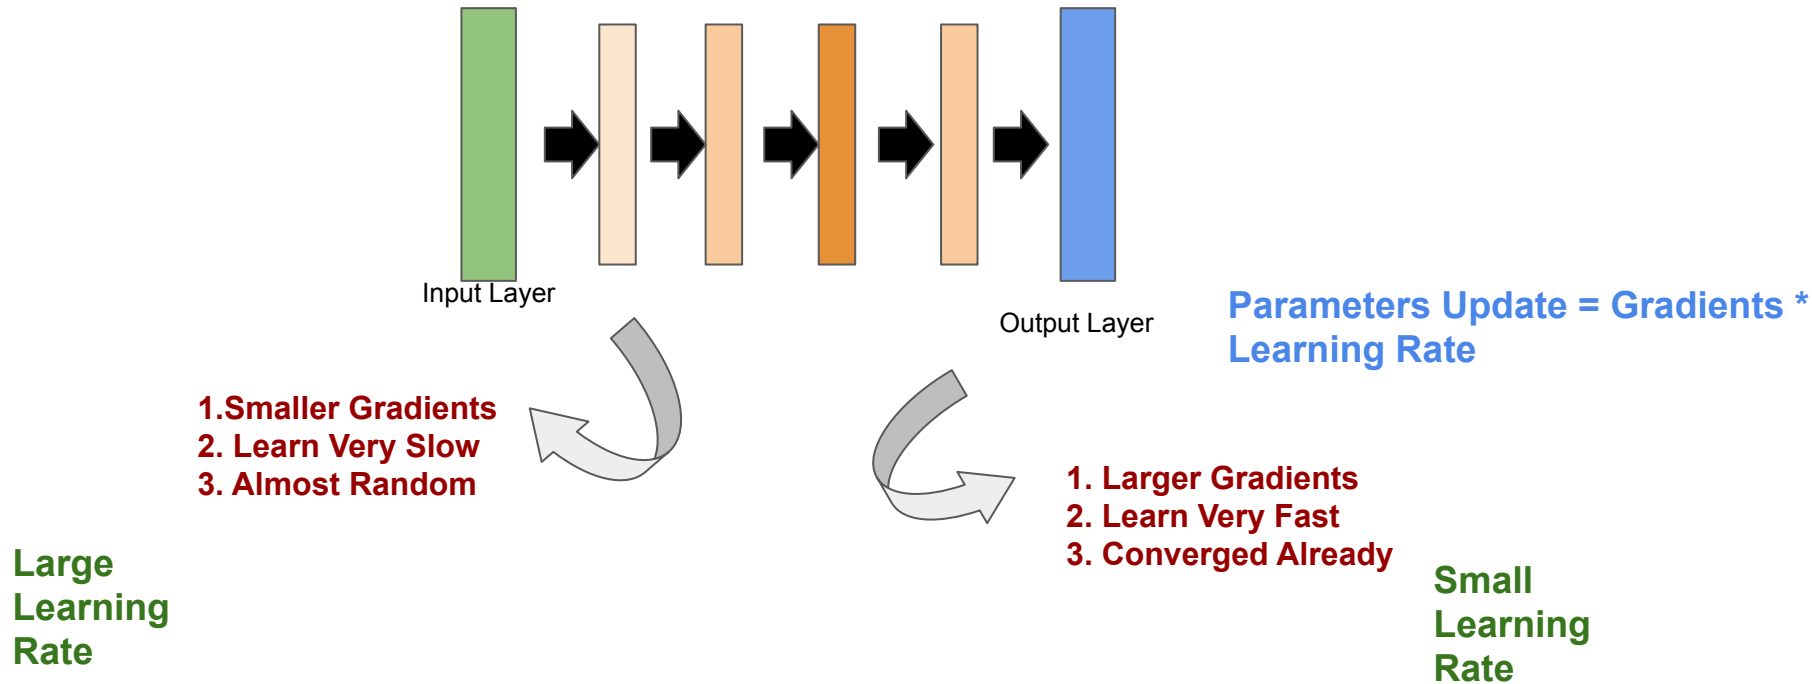 Input Layer
Output Layer
Parameters Update = Gradients *
Learning Rate
1.Smaller Gradients
2. Learn Very Slow
3. Almost Random
1. Larger Gradients
2. Learn Very Fast
3. Converged Already
Large
Learning
Rate
Small
Learning
Rate